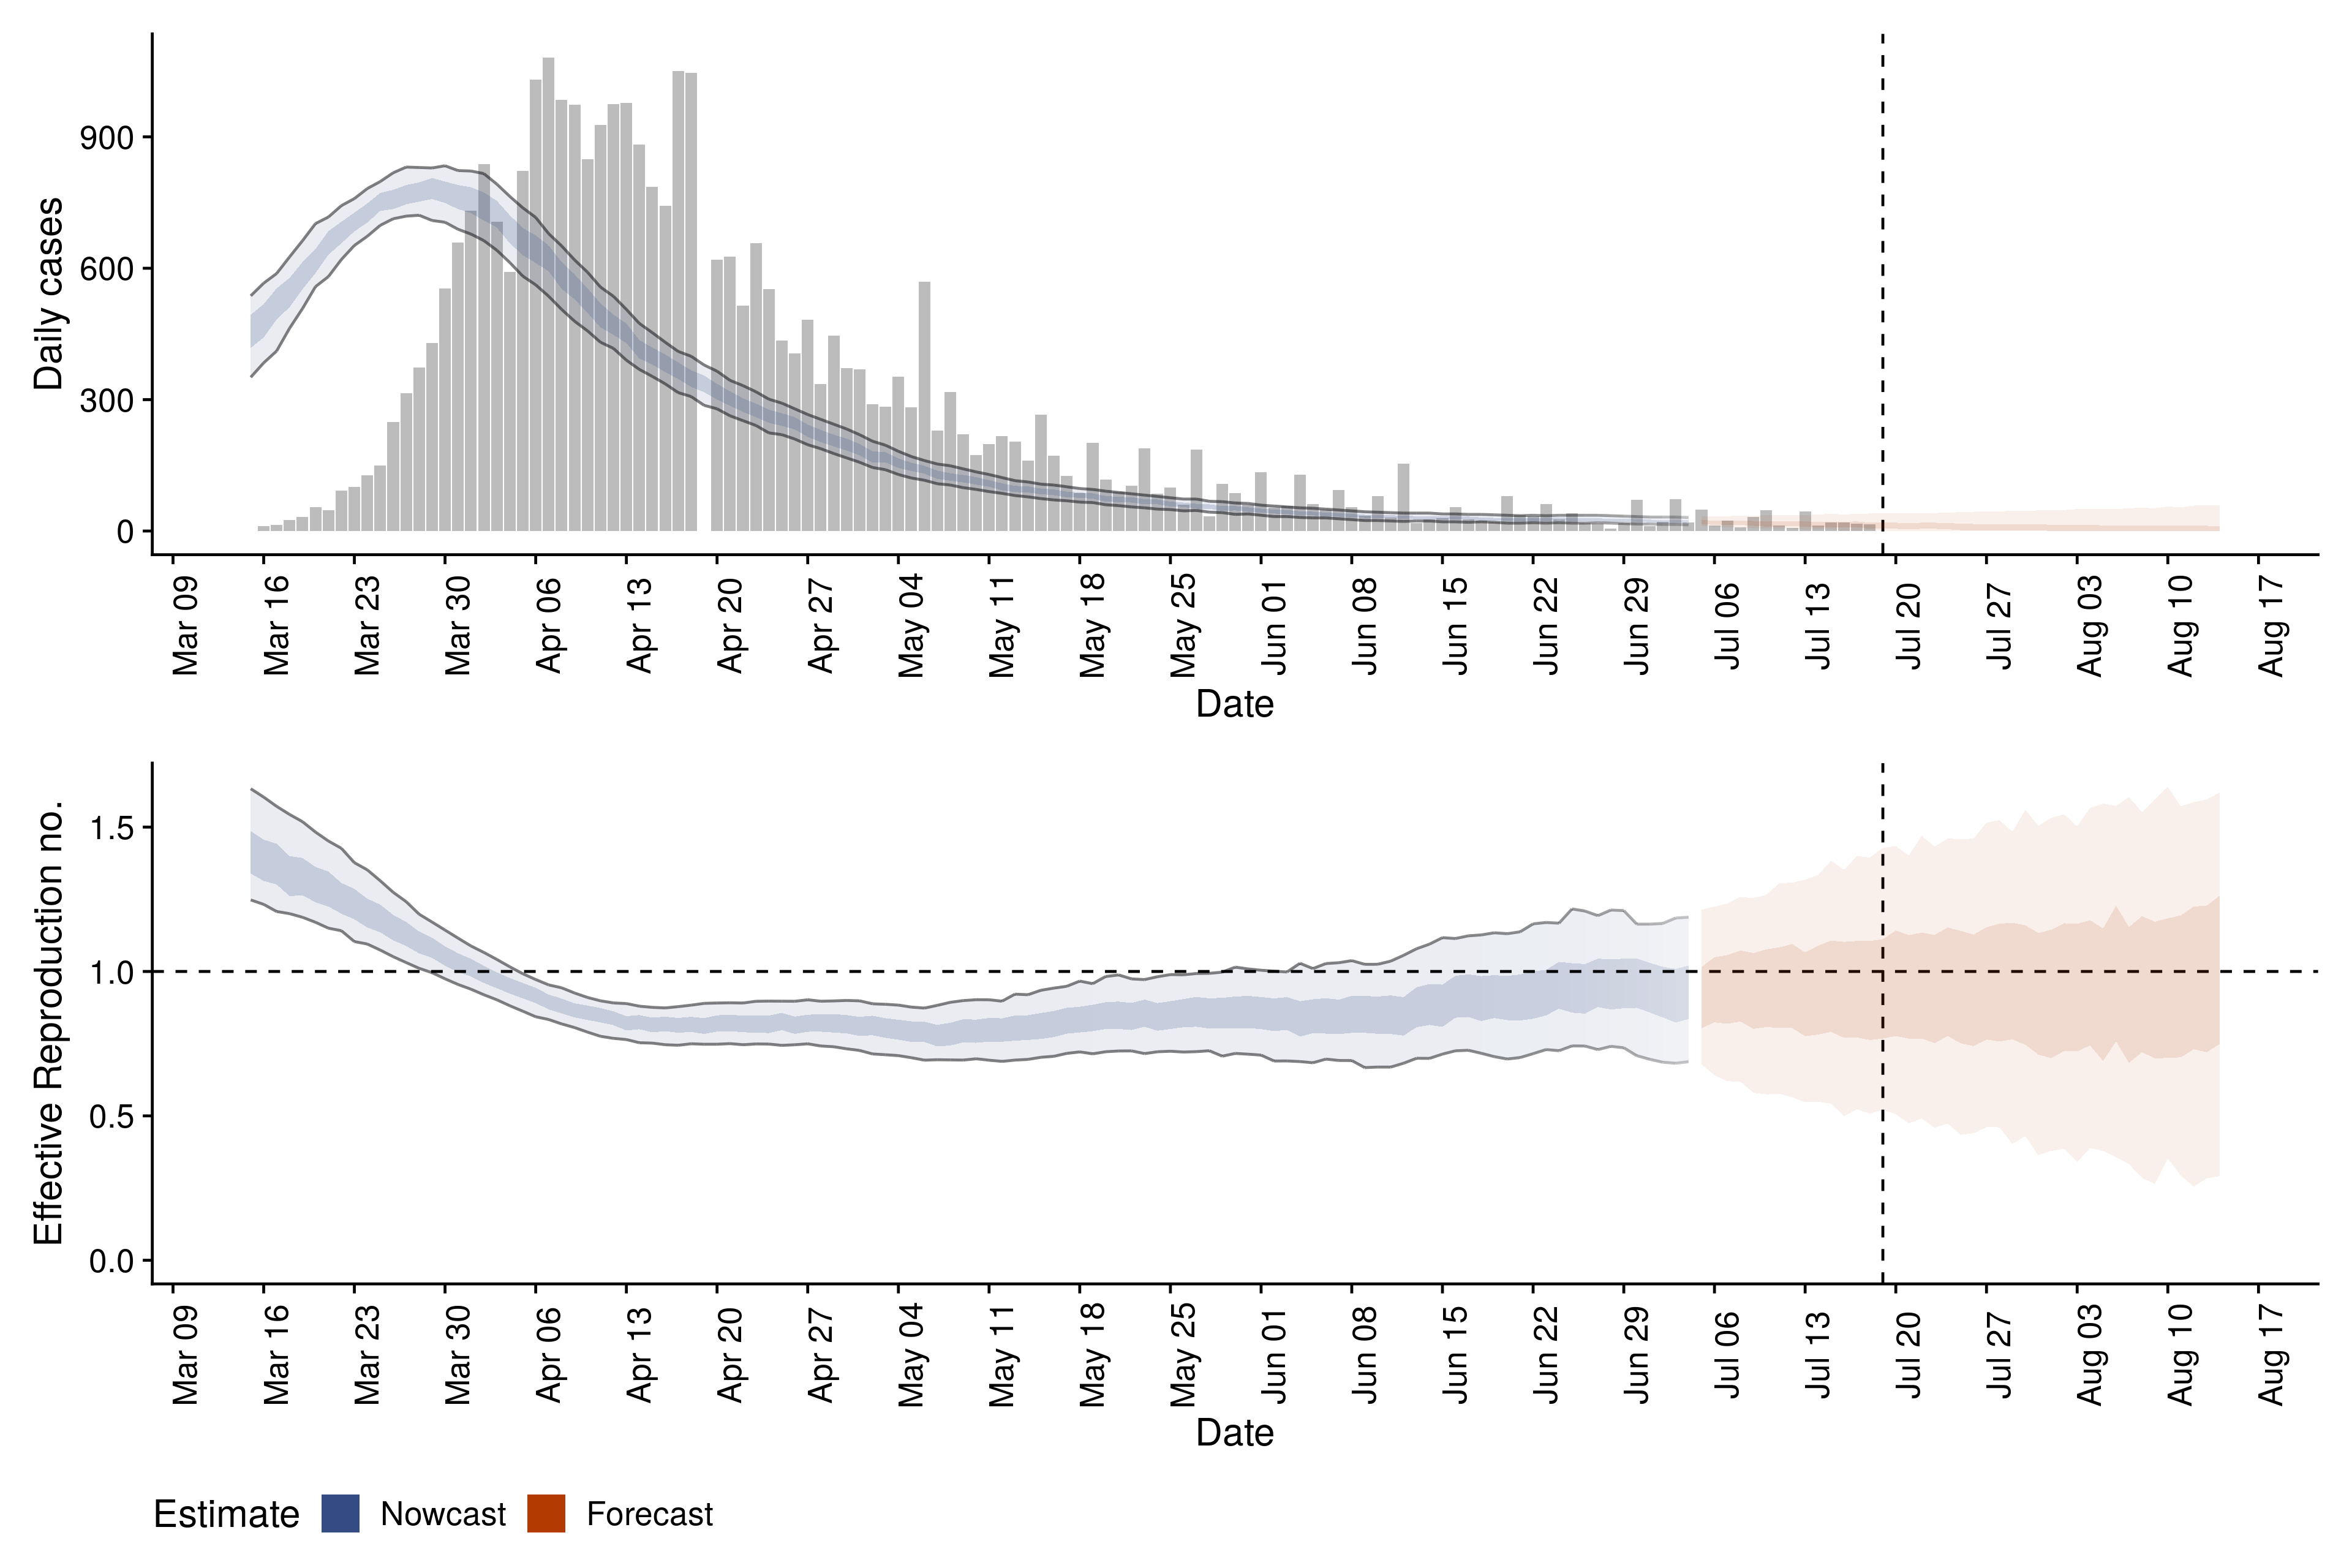 Daily cases
900
600
300
0
Mar 09 Mar 16 Mar 23 Mar 30 Apr 06 Apr 13 Apr 20 Apr 27 May 04 May 11 May 18 May 25 Jun 01 Jun 08 Jun 15 Jun 22 Jun 29 Jul 06 Jul 13 Jul 20 Jul 27 Aug 03 Aug 10 Aug 17
Date
Effective Reproduction no.
1.5
1.0
0.5
0.0
Mar 09 Mar 16 Mar 23 Mar 30 Apr 06 Apr 13 Apr 20 Apr 27 May 04 May 11 May 18 May 25 Jun 01 Jun 08 Jun 15 Jun 22 Jun 29 Jul 06 Jul 13 Jul 20 Jul 27 Aug 03 Aug 10 Aug 17
Date
Estimate Nowcast Forecast